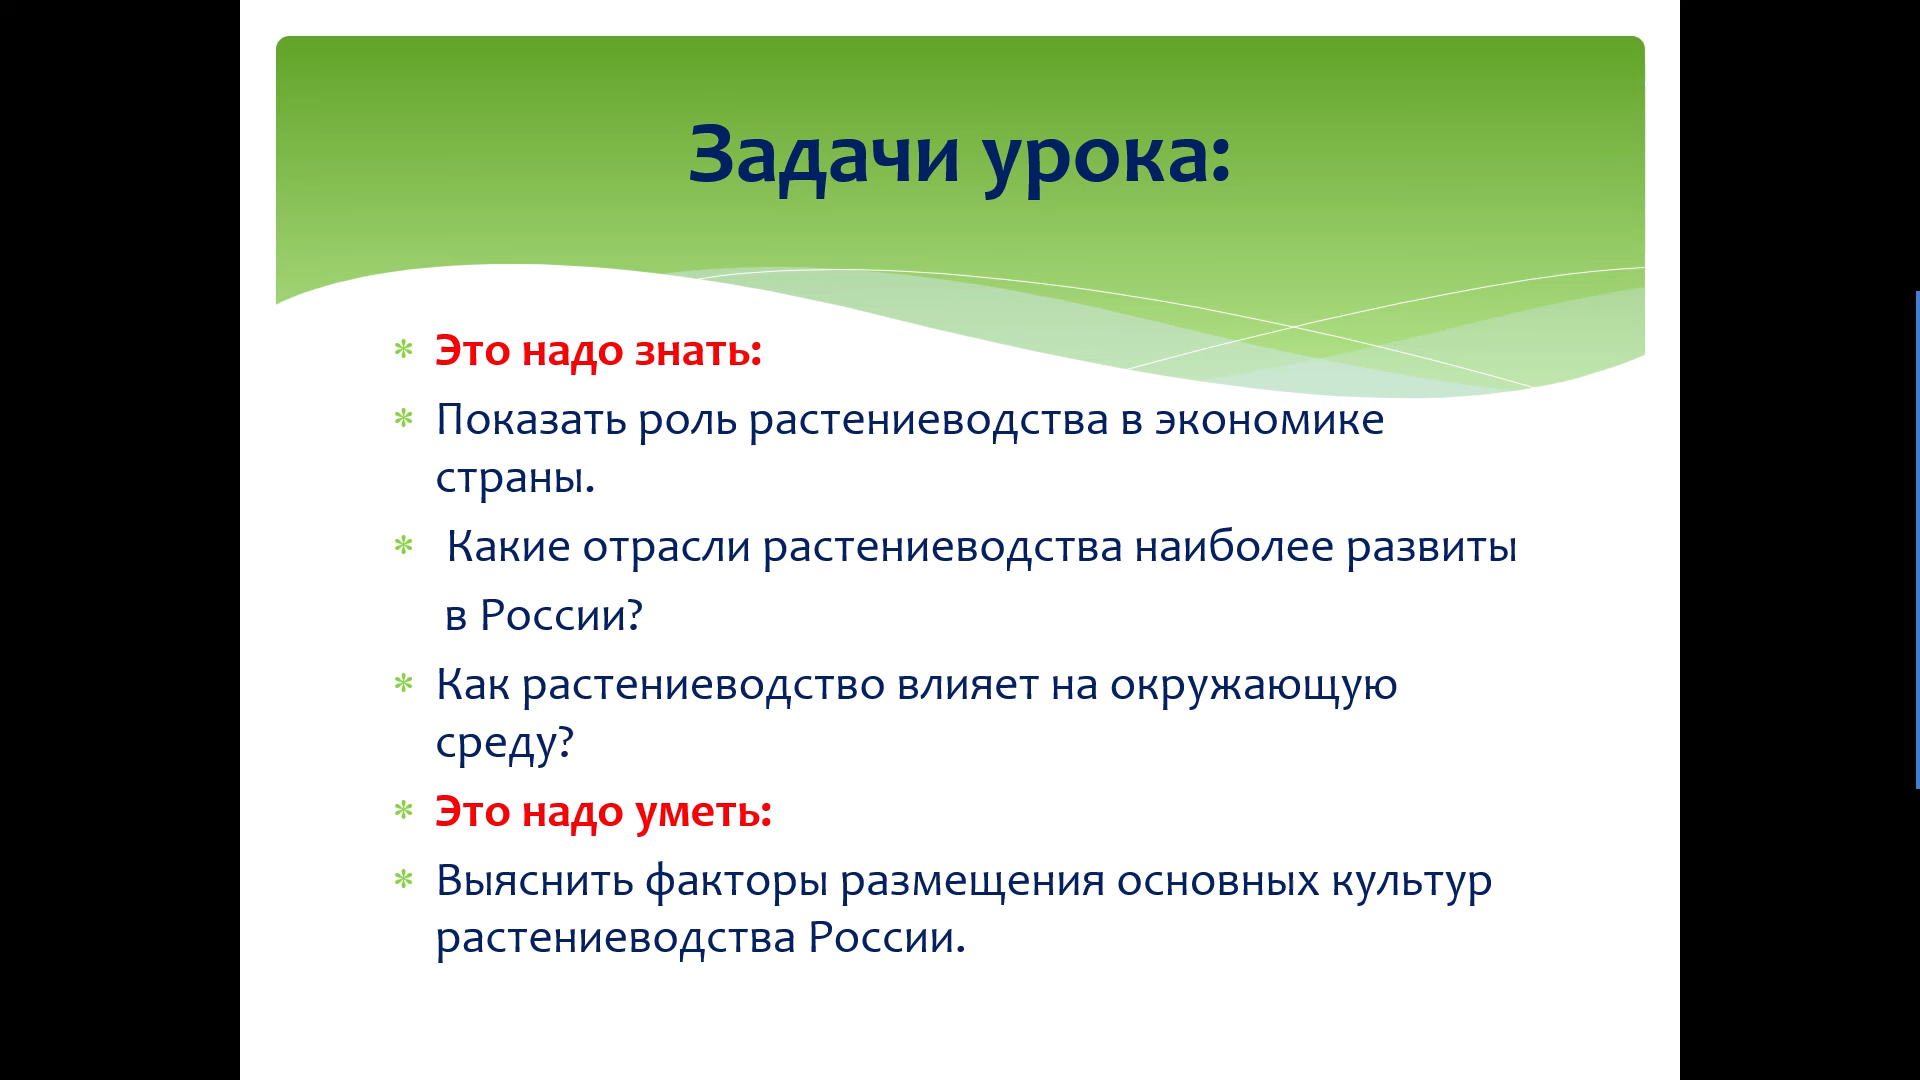 Задачи урока:
Это надо знать:
Показать роль растениеводства в экономике
страны.
Какие отрасли растениеводства наиболее развиты
в России?
Как растениеводство влияет на окружающую
среду?
Это надо уметь:
Выяснить факторы размещения основных культур
растениеводства России.